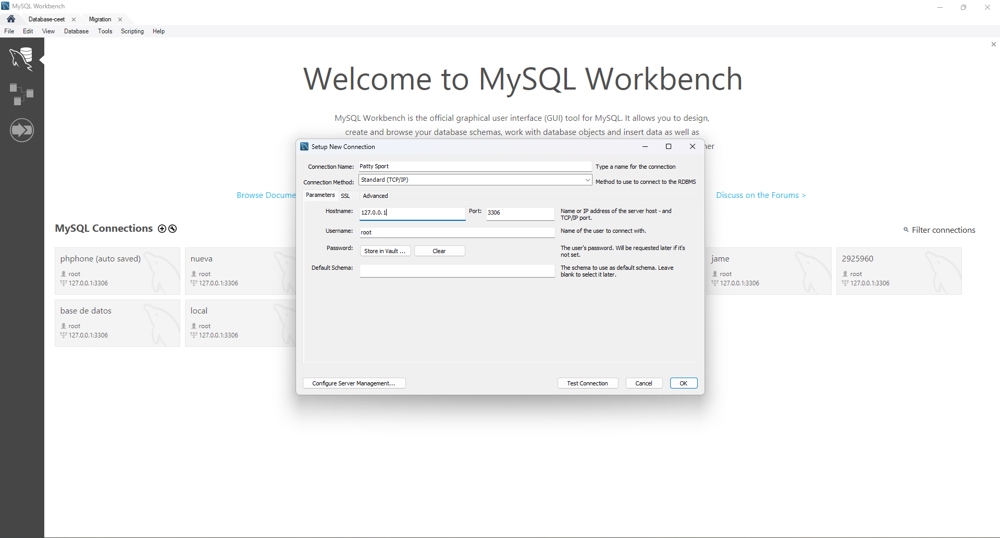 MySQL Workbench
Database-ceet
Migration
File Edit View Database Tools Scripting Help
Welcome to MySQL Workbench
MySQL Workbench is the official graphical user interface (GUI) tool for MySQL. It allows you to design,
create and browse your database schemas, work with database objects and insert data as well as
Setup New Connection
Connection Name: Patty Sport Type a name for the connection
Connection Method: Standard (TCP/IP) Method to use to connect to the RDBMS
Parameters SSL Advanced
Hostname: 127.0.0.1 Port: 3306 Name or IP address of the server host - and
TCP/IP port.
Username: root Name of the user to connect with.
Password: Store in Vault ... Clear The user's password. Will be requested later if it's
not set.
Default Schema: The schema to use as default schema. Leave
blank to select it later.
Configure Server Management... Test Connection Cancel OK
Browse Docume
Discuss on the Forums >
MySQL Connections
Filter connections
phphone (auto saved)
root
127.0.0.1:3306
nueva
root
127.0.0.1:3306
jame
root
127.0.0.1:3306
2925960
root
127.0.0.1:3306
base de datos
root
127.0.0.1:3306
local
root
127.0.0.1:3306